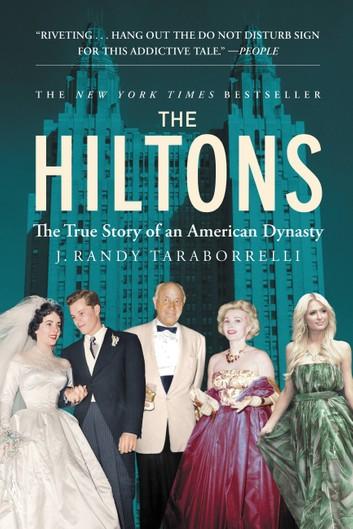 “RIVETING . . . HANG OUT THE DO NOT DISTURB SIGN
FOR THIS ADDICTIVE TALE.” —PEOPLE
THE NEW YORK TIMES BESTSELLER
THE
HILTONS
The True Story of an American Dynasty
J. RANDY TARABORRELLI